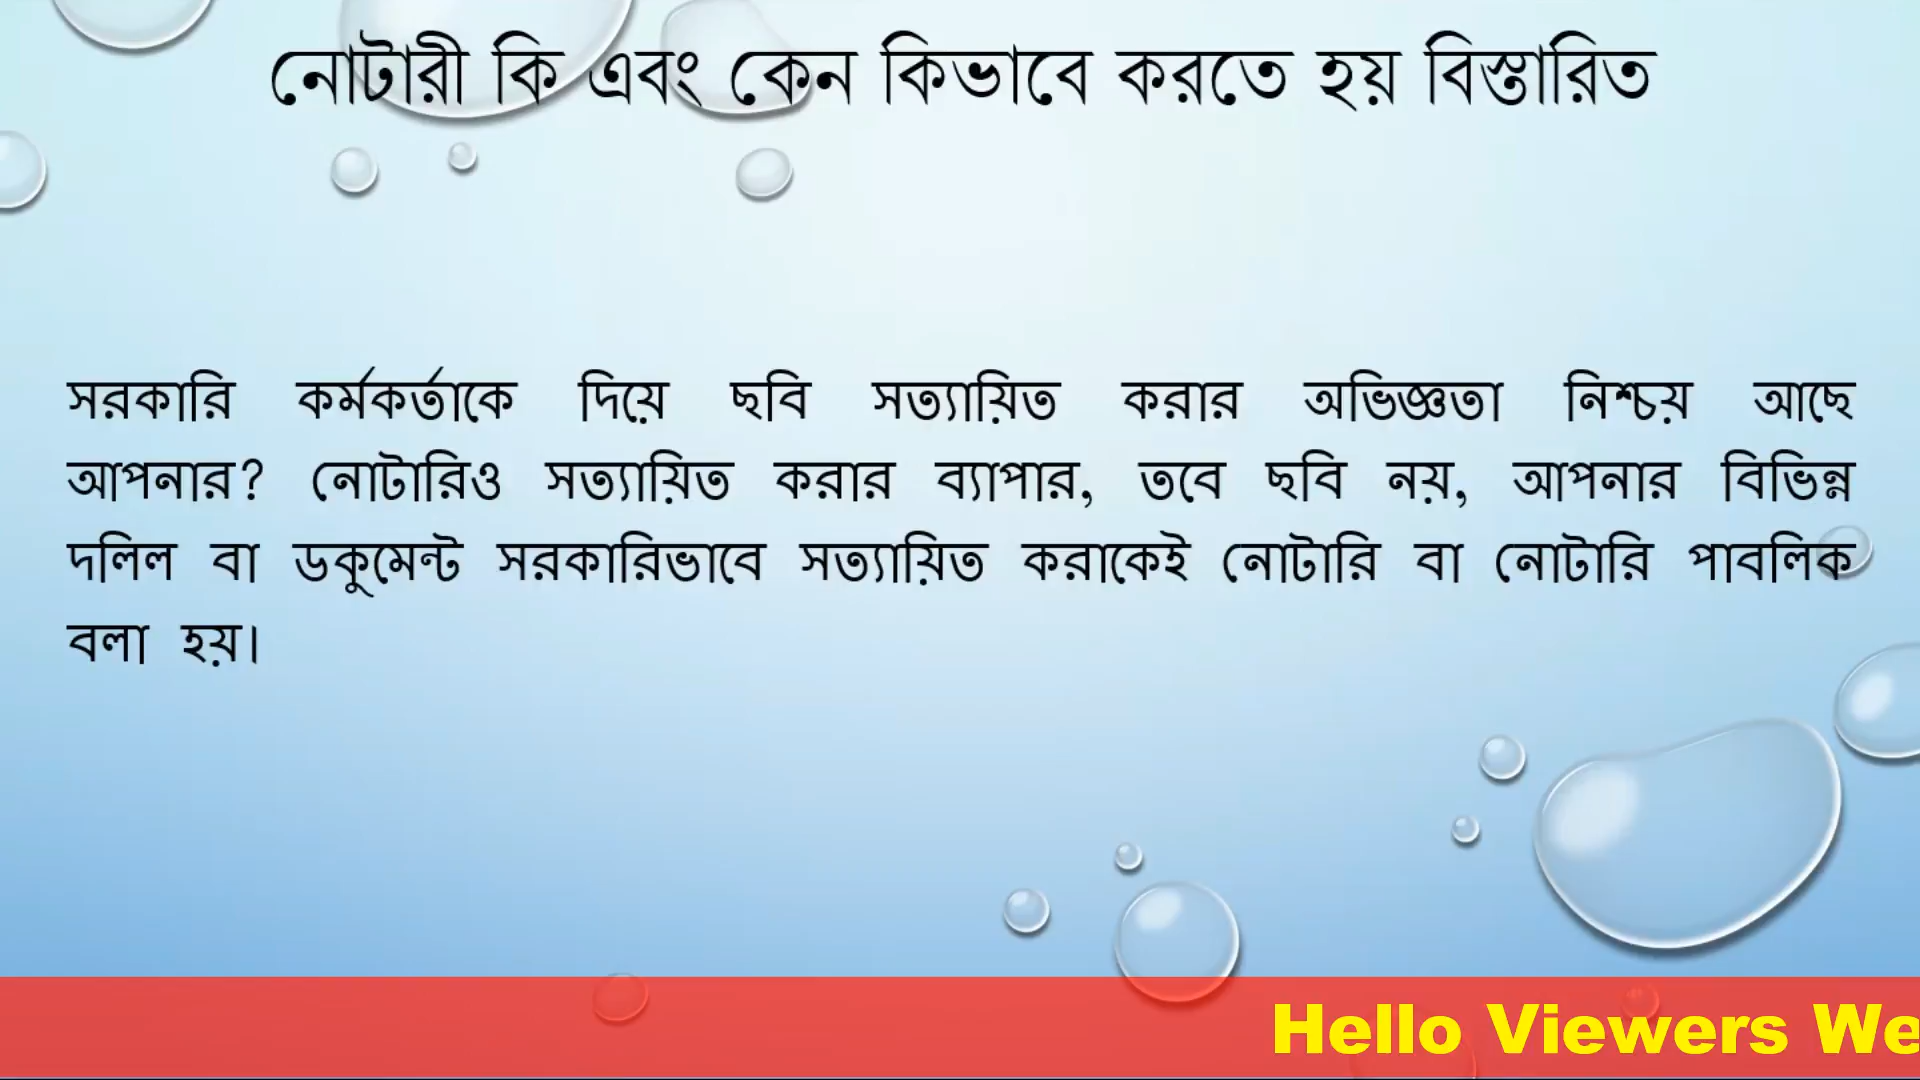 নোটারী কি এবং কেন কিভাবে করতে হয় বিস্তারিত
সরকারি কর্মকর্তাকে দিয়ে ছবি সত্যায়িত করার অভিজ্ঞতা নিশ্চয় আছে
আপনার? নোটারিও সত্যায়িত করার ব্যাপার, তবে ছবি নয়, আপনার বিভিন্ন
দলিল বা ডকুমেন্ট সরকারিভাবে সত্যায়িত করাকেই নোটারি বা নোটারি পাবলিক
বলা হয়।
Hello Viewers We